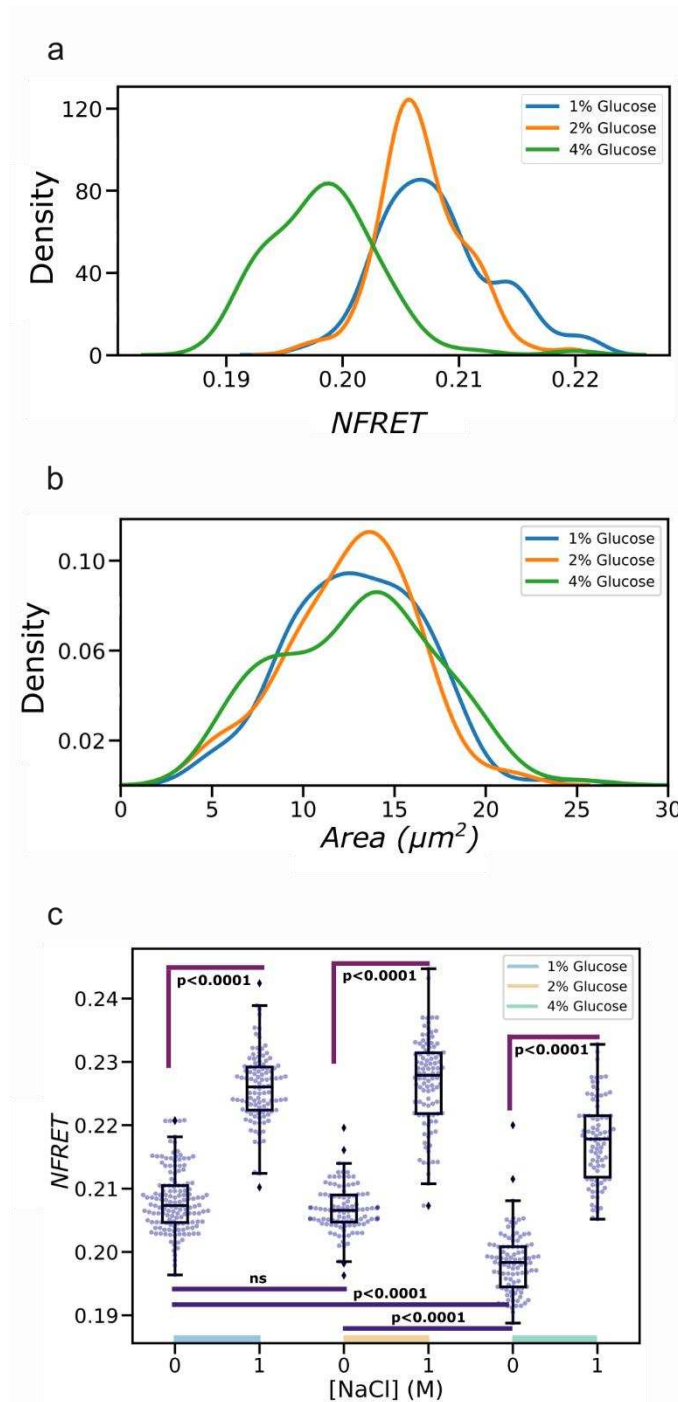 a
120
80
40
0
Density
1% Glucose
2% Glucose
4% Glucose
0.19 0.20 0.21 0.22
NFRET
b
0.10
0.06
0.02
Density
1% Glucose
2% Glucose
4% Glucose
0 5 10 15 20 25 30
Area (μm²)
c
0.24
0.23
0.22
0.21
0.20
0.19
NFRET
p<0.0001
p<0.0001
p<0.0001
1% Glucose
2% Glucose
4% Glucose
ns
p<0.0001
p<0.0001
0 1 0 1 0 1
[NaCl] (M)